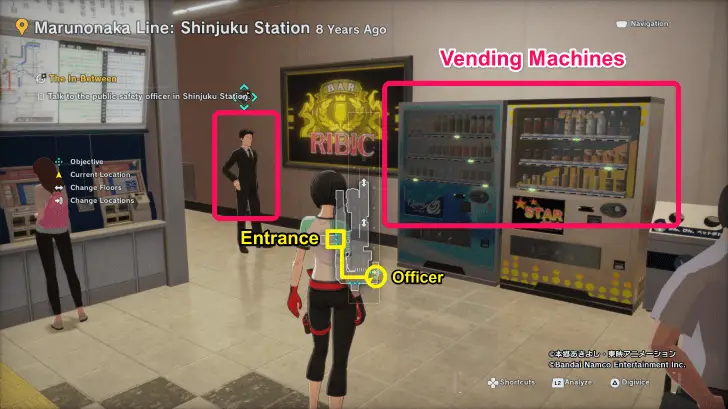 Marunonaka Line: Shinjuku Station 8 Years Ago
Navigation
The In-Between
Talk to the public safety officer in Shinjuku Station.
Vending Machines
BAR
RIBIC
Objective
Current Location
Change Floors
Change Locations
STAR
Entrance
Officer
©本郷あきよし・東映アニメーション
©Bandai Namco Entertainment Inc.
Shortcuts
L2 Analyze
Digivice